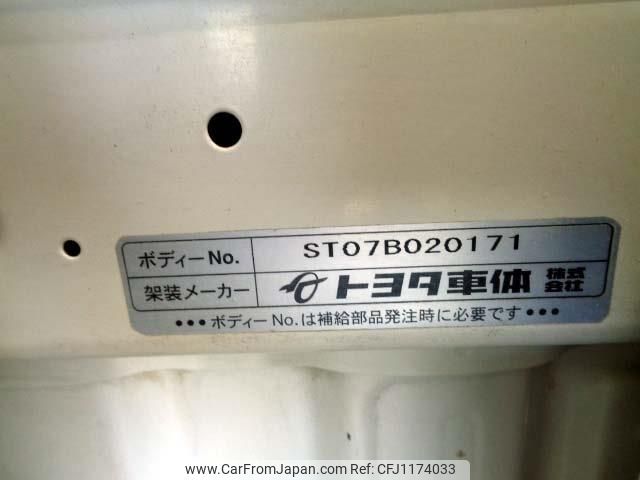 ボディーNo. ST07B020171
架装メーカー トヨタ車体 株式会社
•••ボディーNo.は補給部品発注時に必要です•••
www.CarFromJapan.com | Ref: CFJ1174033